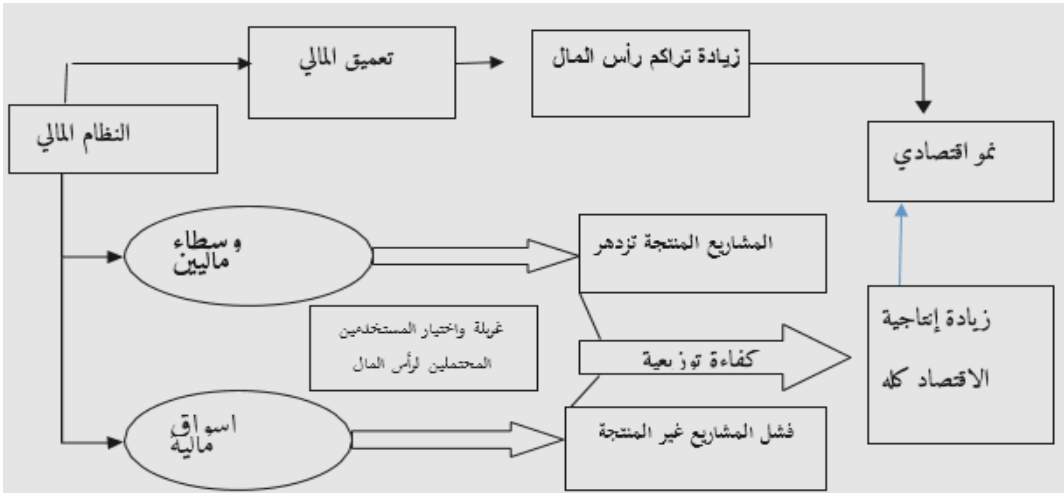 تعميق المالي
زيادة تراكم رأس المال
النظام المالي
نمو اقتصادي
وسطاء
ماليين
المشاريع المنتجة تزدهر
غربلة واختيار المستخدمين
المحتملين لرأس المال
كفاءة توزيعية
زيادة إنتاجية
الاقتصاد كله
اسواق
مالية
فشل المشاريع غير المنتجة